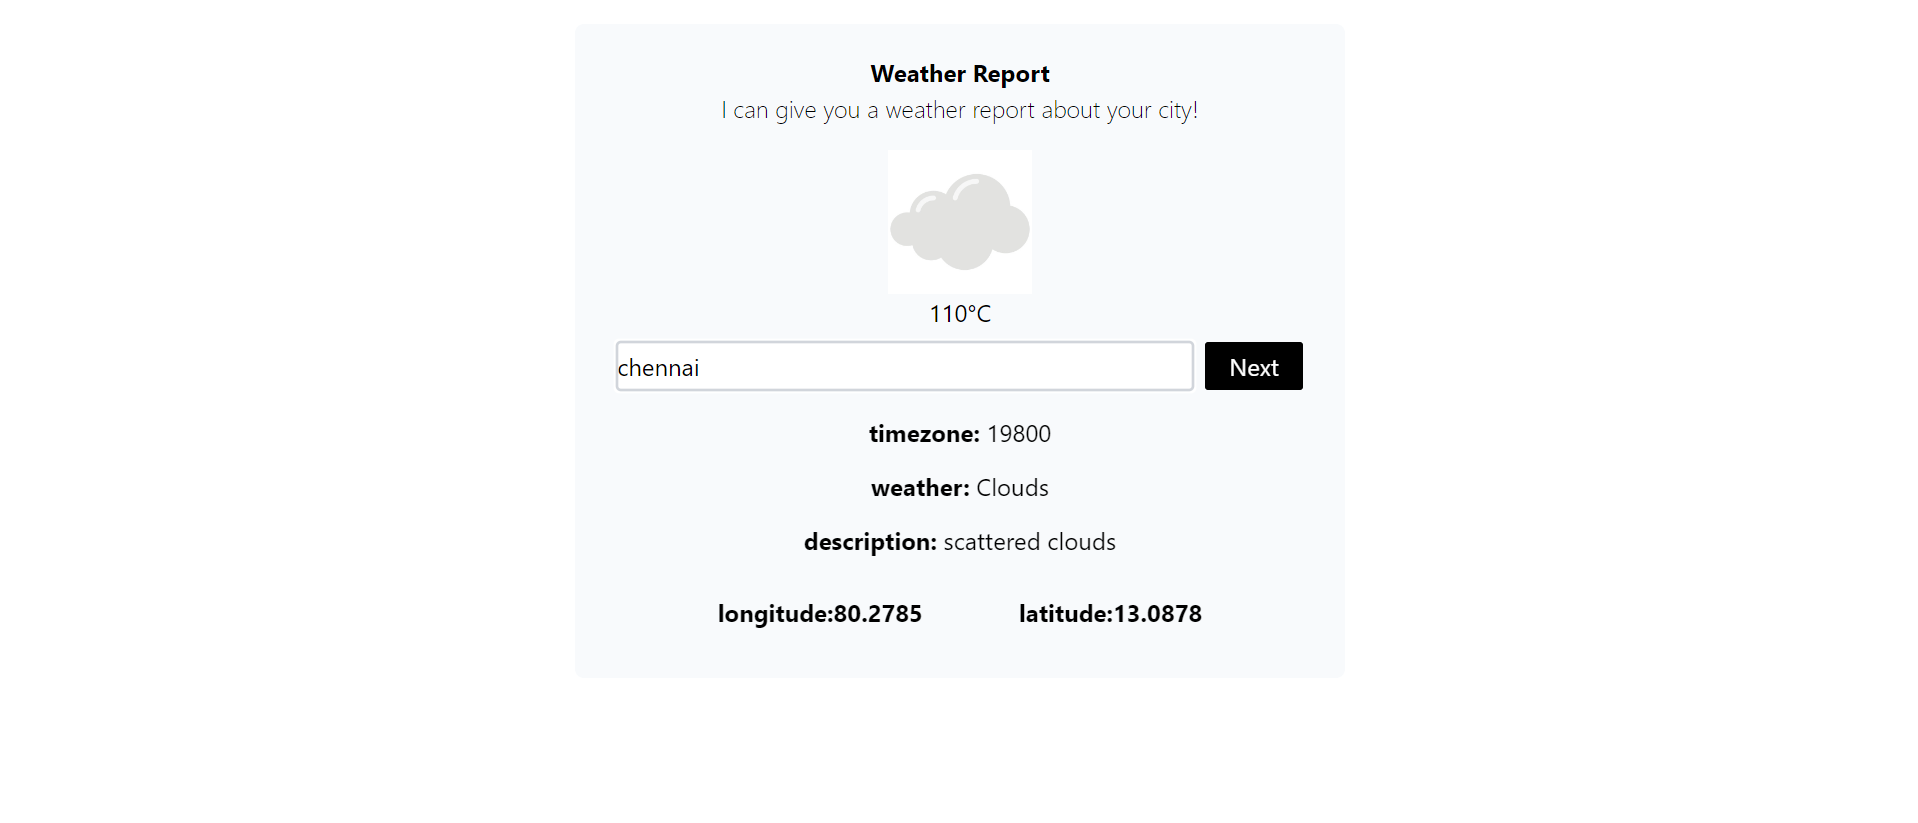 Weather Report
I can give you a weather report about your city!
110°C
chennai
Next
timezone: 19800
weather: Clouds
description: scattered clouds
longitude:80.2785 latitude:13.0878